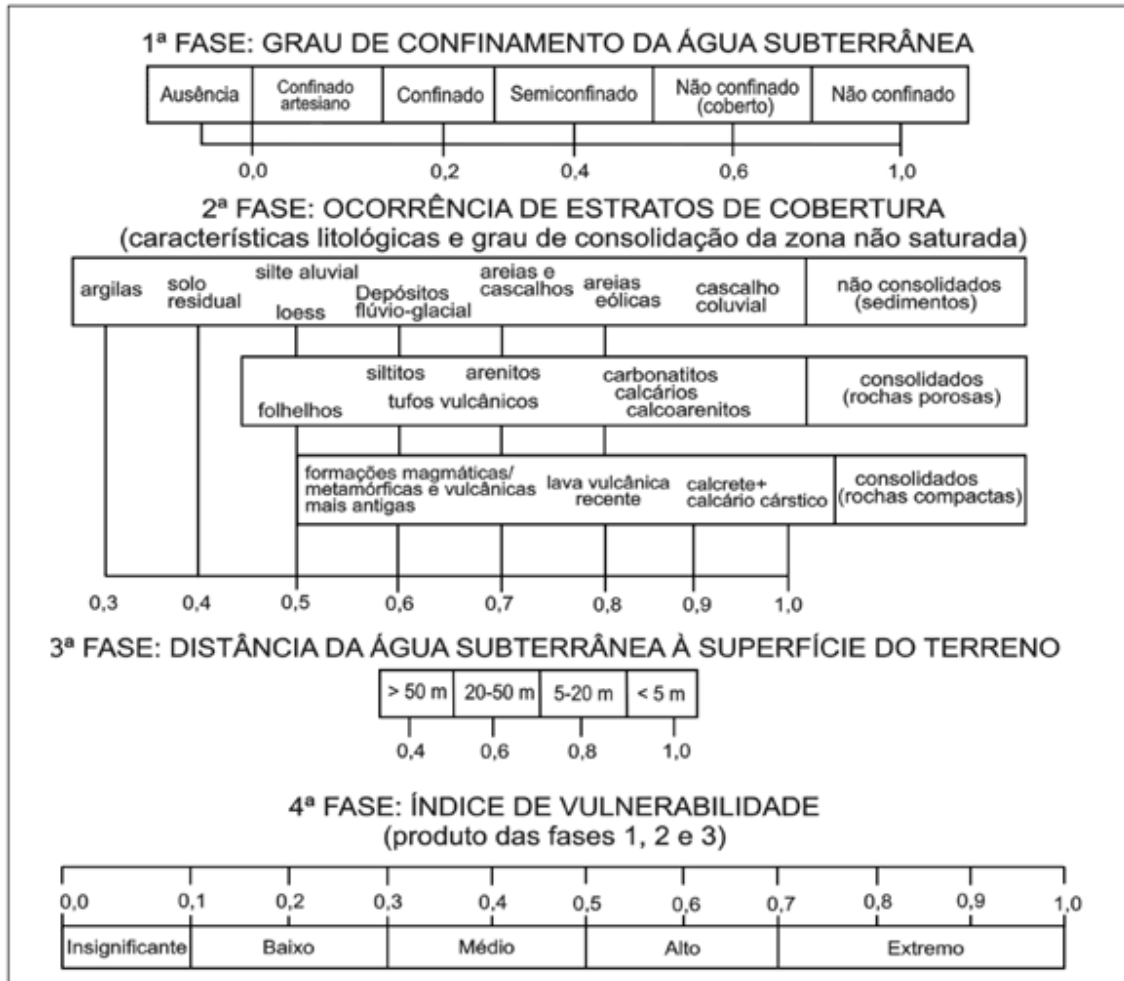 1ª FASE: GRAU DE CONFINAMENTO DA ÁGUA SUBTERRÂNEA
Ausência
Confinado
artesiano
Confinado
Semiconfinado
Não confinado
(coberto)
Não confinado
0,0 0,2 0,4 0,6 1,0
2ª FASE: OCORRÊNCIA DE ESTRATOS DE COBERTURA
(características litológicas e grau de consolidação da zona não saturada)
argilas
solo
residual
silte aluvial
loess
Depósitos
flúvio-glacial
areias e
cascalhos
areias
eólicas
cascalho
coluvial
não consolidados
(sedimentos)
folhelhos
siltitos
tufos vulcânicos
arenitos
carbonatitos
calcários
calcoarenitos
consolidados
(rochas porosas)
formações magmáticas/
metamórficas e vulcânicas
mais antigas
lava vulcânica
recente
calcrete+
calcário cárstico
consolidados
(rochas compactas)
0,3 0,4 0,5 0,6 0,7 0,8 0,9 1,0
3ª FASE: DISTÂNCIA DA ÁGUA SUBTERRÂNEA À SUPERFÍCIE DO TERRENO
> 50 m 20-50 m 5-20 m < 5 m
0,4 0,6 0,8 1,0
4ª FASE: ÍNDICE DE VULNERABILIDADE
(produto das fases 1, 2 e 3)
0,0 0,1 0,2 0,3 0,4 0,5 0,6 0,7 0,8 0,9 1,0
Insignificante Baixo Médio Alto Extremo